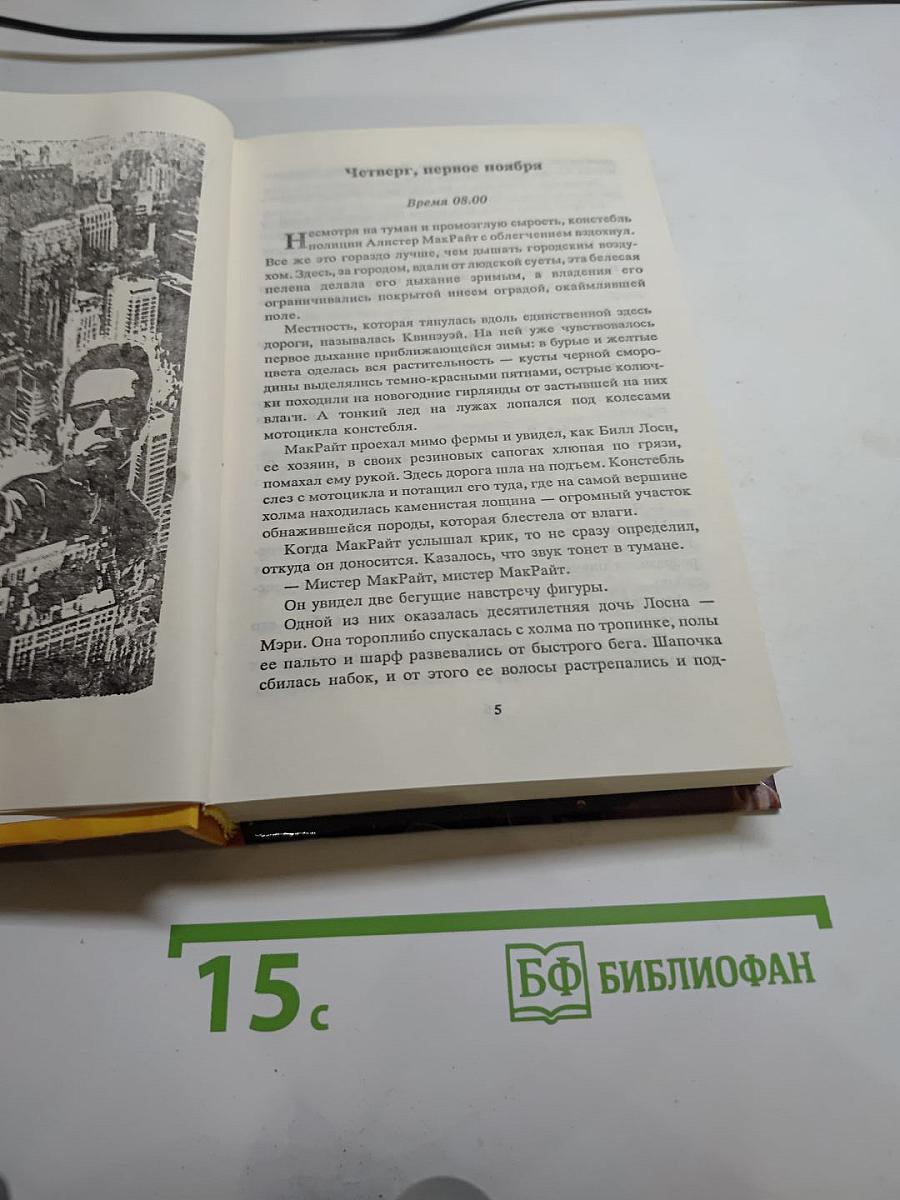 Четверг, первое ноября
Время 08.00
Несмотря на туман и промозглую сырость, констебль
полиции Алистер МакРайт с облегчением вздохнул.
Все же это гораздо лучше, чем дышать городским возду-
хом. Здесь, за городом, вдали от людской суеты, эта белесая
пелена делала его дыхание зримым, а владения его
ограничивались покрытой инеем оградой, окаймлявшей
поле.
Местность, которая тянулась вдоль единственной здесь
дороги, называлась Квинзуэй. На ней уже чувствовалось
первое дыхание приближающейся зимы: в бурые и желтые
цвета оделась вся растительность — кусты черной сморо-
дины выделялись темно-красными пятнами, острые колюч-
ки походили на новогодние гирлянды от застывшей на них
влаги. А тонкий лед на лужах лопался под колесами
мотоцикла констебля.
МакРайт проехал мимо фермы и увидел, как Билл Лосн,
ее хозяин, в своих резиновых сапогах хлюпая по грязи,
помахал ему рукой. Здесь дорога шла на подъем. Констебль
слез с мотоцикла и потащил его туда, где на самой вершине
холма находилась каменистая лощина — огромный участок
обнажившейся породы, которая блестела от влаги.
Когда МакРайт услышал крик, то не сразу определил,
откуда он доносится. Казалось, что звук тонет в тумане.
— Мистер МакРайт, мистер МакРайт.
Он увидел две бегущие навстречу фигуры.
Одной из них оказалась десятилетняя дочь Лосна —
Мэри. Она торопливо спускалась с холма по тропинке, полы
ее пальто и шарф развевались от быстрого бега. Шапочка
сбилась набок, и от этого ее волосы растрепались и под-
5
15 с
БФ БИБЛИОФАН